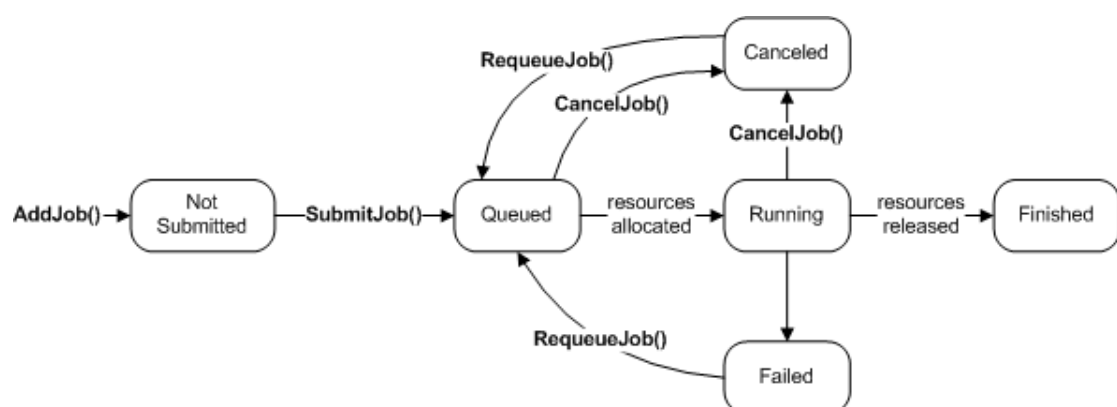 Canceled
RequeueJob()
CancelJob()
CancelJob()
AddJob()
Not
Submitted
SubmitJob()
Queued
resources
allocated
Running
resources
released
Finished
RequeueJob()
Failed